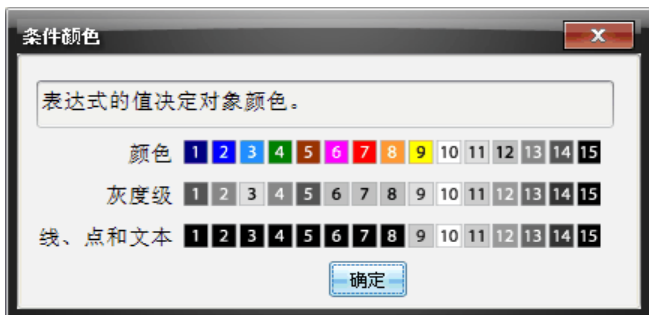 条件颜色
表达式的值决定对象颜色。
颜色 1 2 3 4 5 6 7 8 9 10 11 12 13 14 15
灰度级 1 2 3 4 5 6 7 8 9 10 11 12 13 14 15
线、点和文本 1 2 3 4 5 6 7 8 9 10 11 12 13 14 15
确定